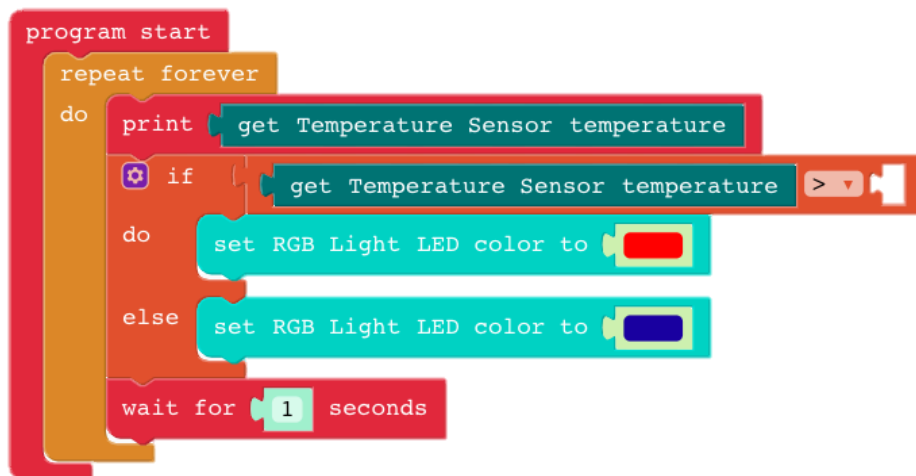 program start
repeat forever
do
print get Temperature Sensor temperature
if get Temperature Sensor temperature > ▼
do
set RGB Light LED color to
else
set RGB Light LED color to
wait for 1 seconds